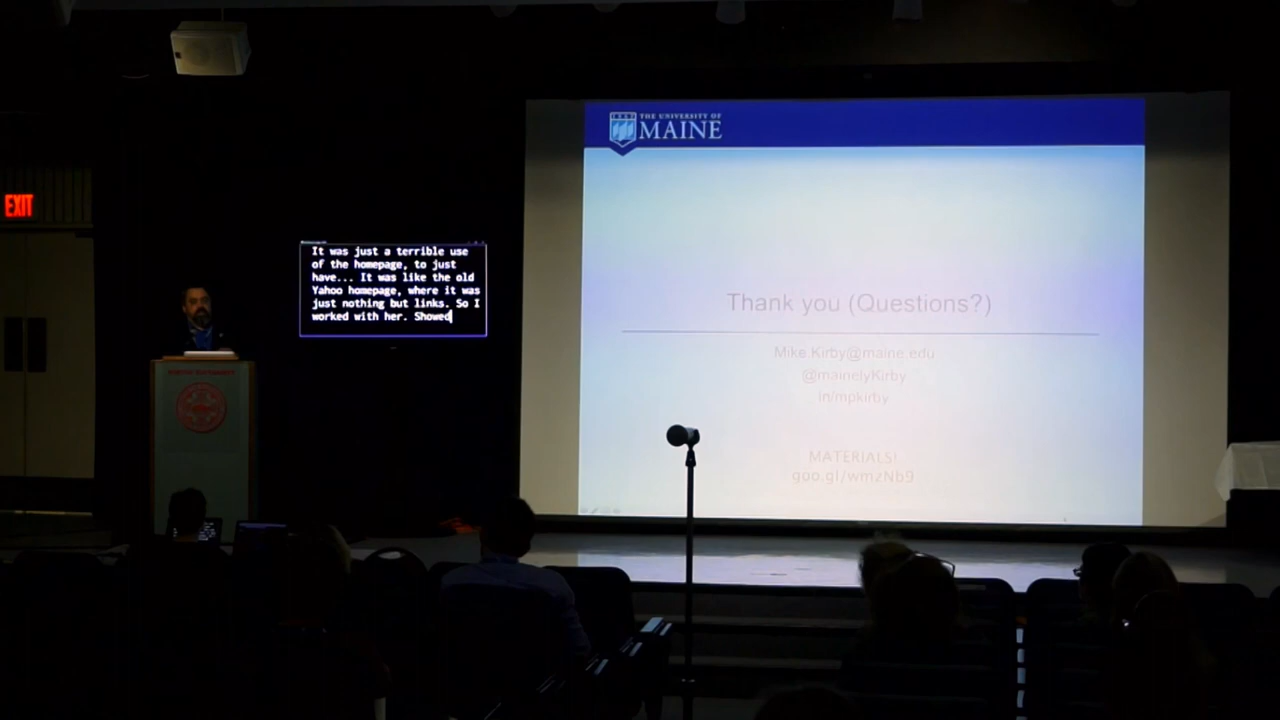 EXIT
It was just a terrible use
of the homepage, to just
have... It was like the old
Yahoo homepage, where it was
just nothing but links. So I
worked with her. Showed
THE UNIVERSITY OF
MAINE
Thank you (Questions?)
Mike.Kirby@maine.edu
@mainelyKirby
in/mpkirby
MATERIALS!
goo.gl/wmzNb9